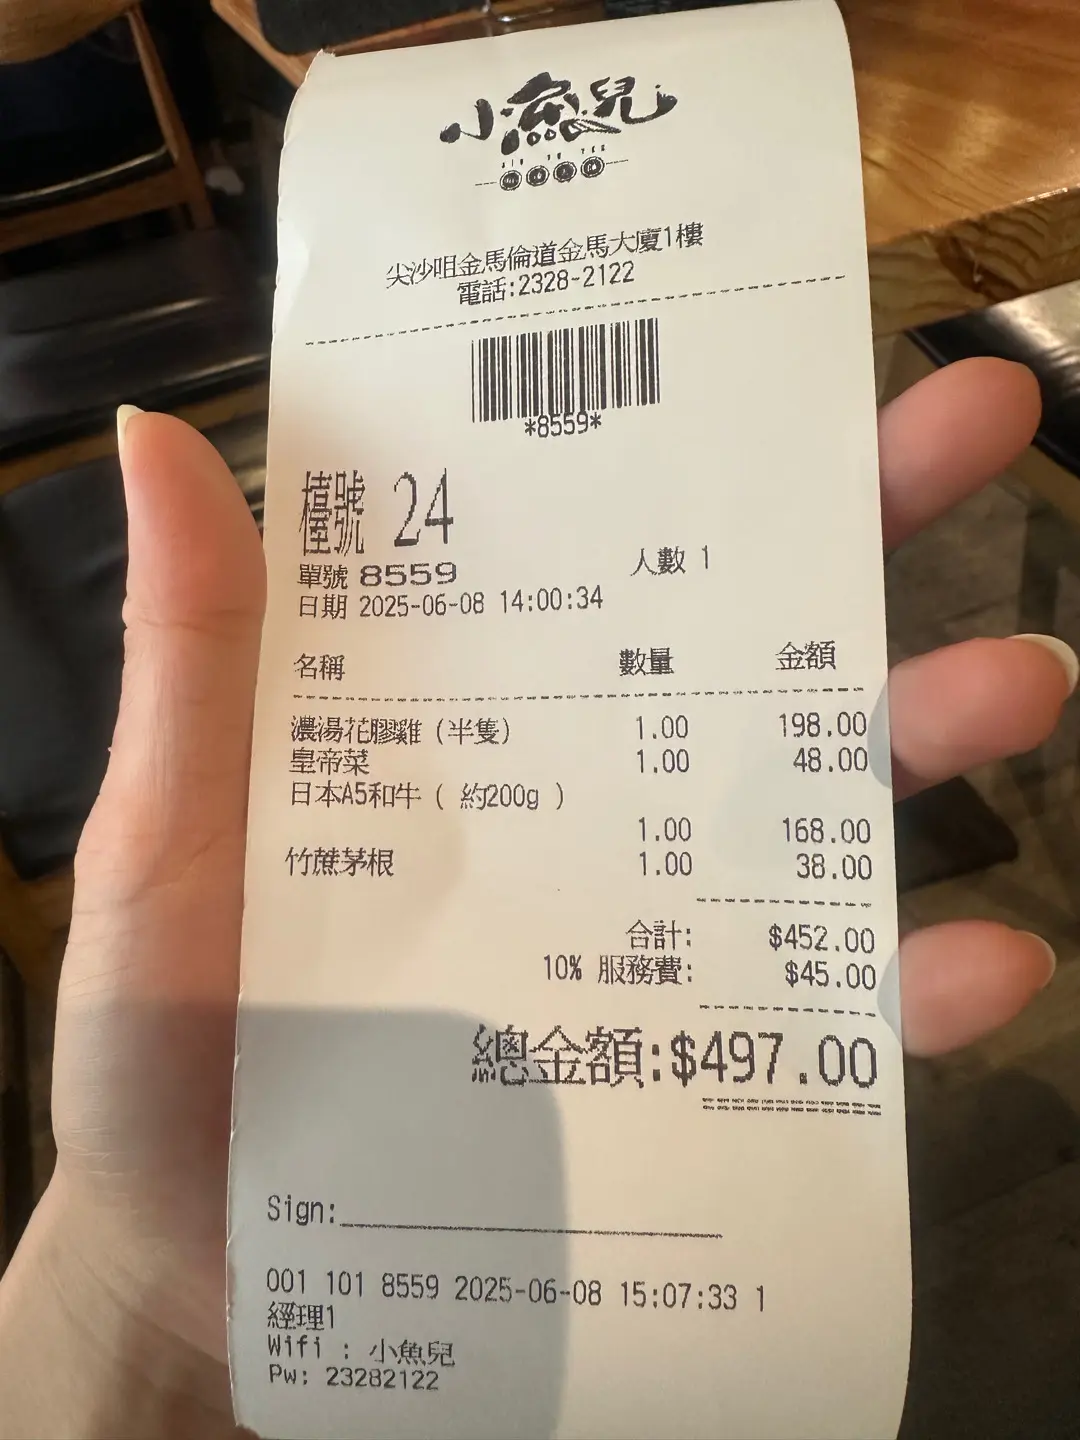 小魚兒
尖沙咀金馬倫道金馬大廈1樓
電話:2328-2122
*8559*
檯號 24
單號 8559 人數 1
日期 2025-06-08 14:00:34
名稱 數量 金額
濃湯花膠雞 (半隻) 1.00 198.00
皇帝菜 1.00 48.00
日本A5和牛 ( 約200g )
1.00 168.00
竹蔗茅根 1.00 38.00
合計: $452.00
10% 服務費: $45.00
總金額:$497.00
Sign:
001 101 8559 2025-06-08 15:07:33 1
經理1
Wifi : 小魚兒
Pw: 23282122